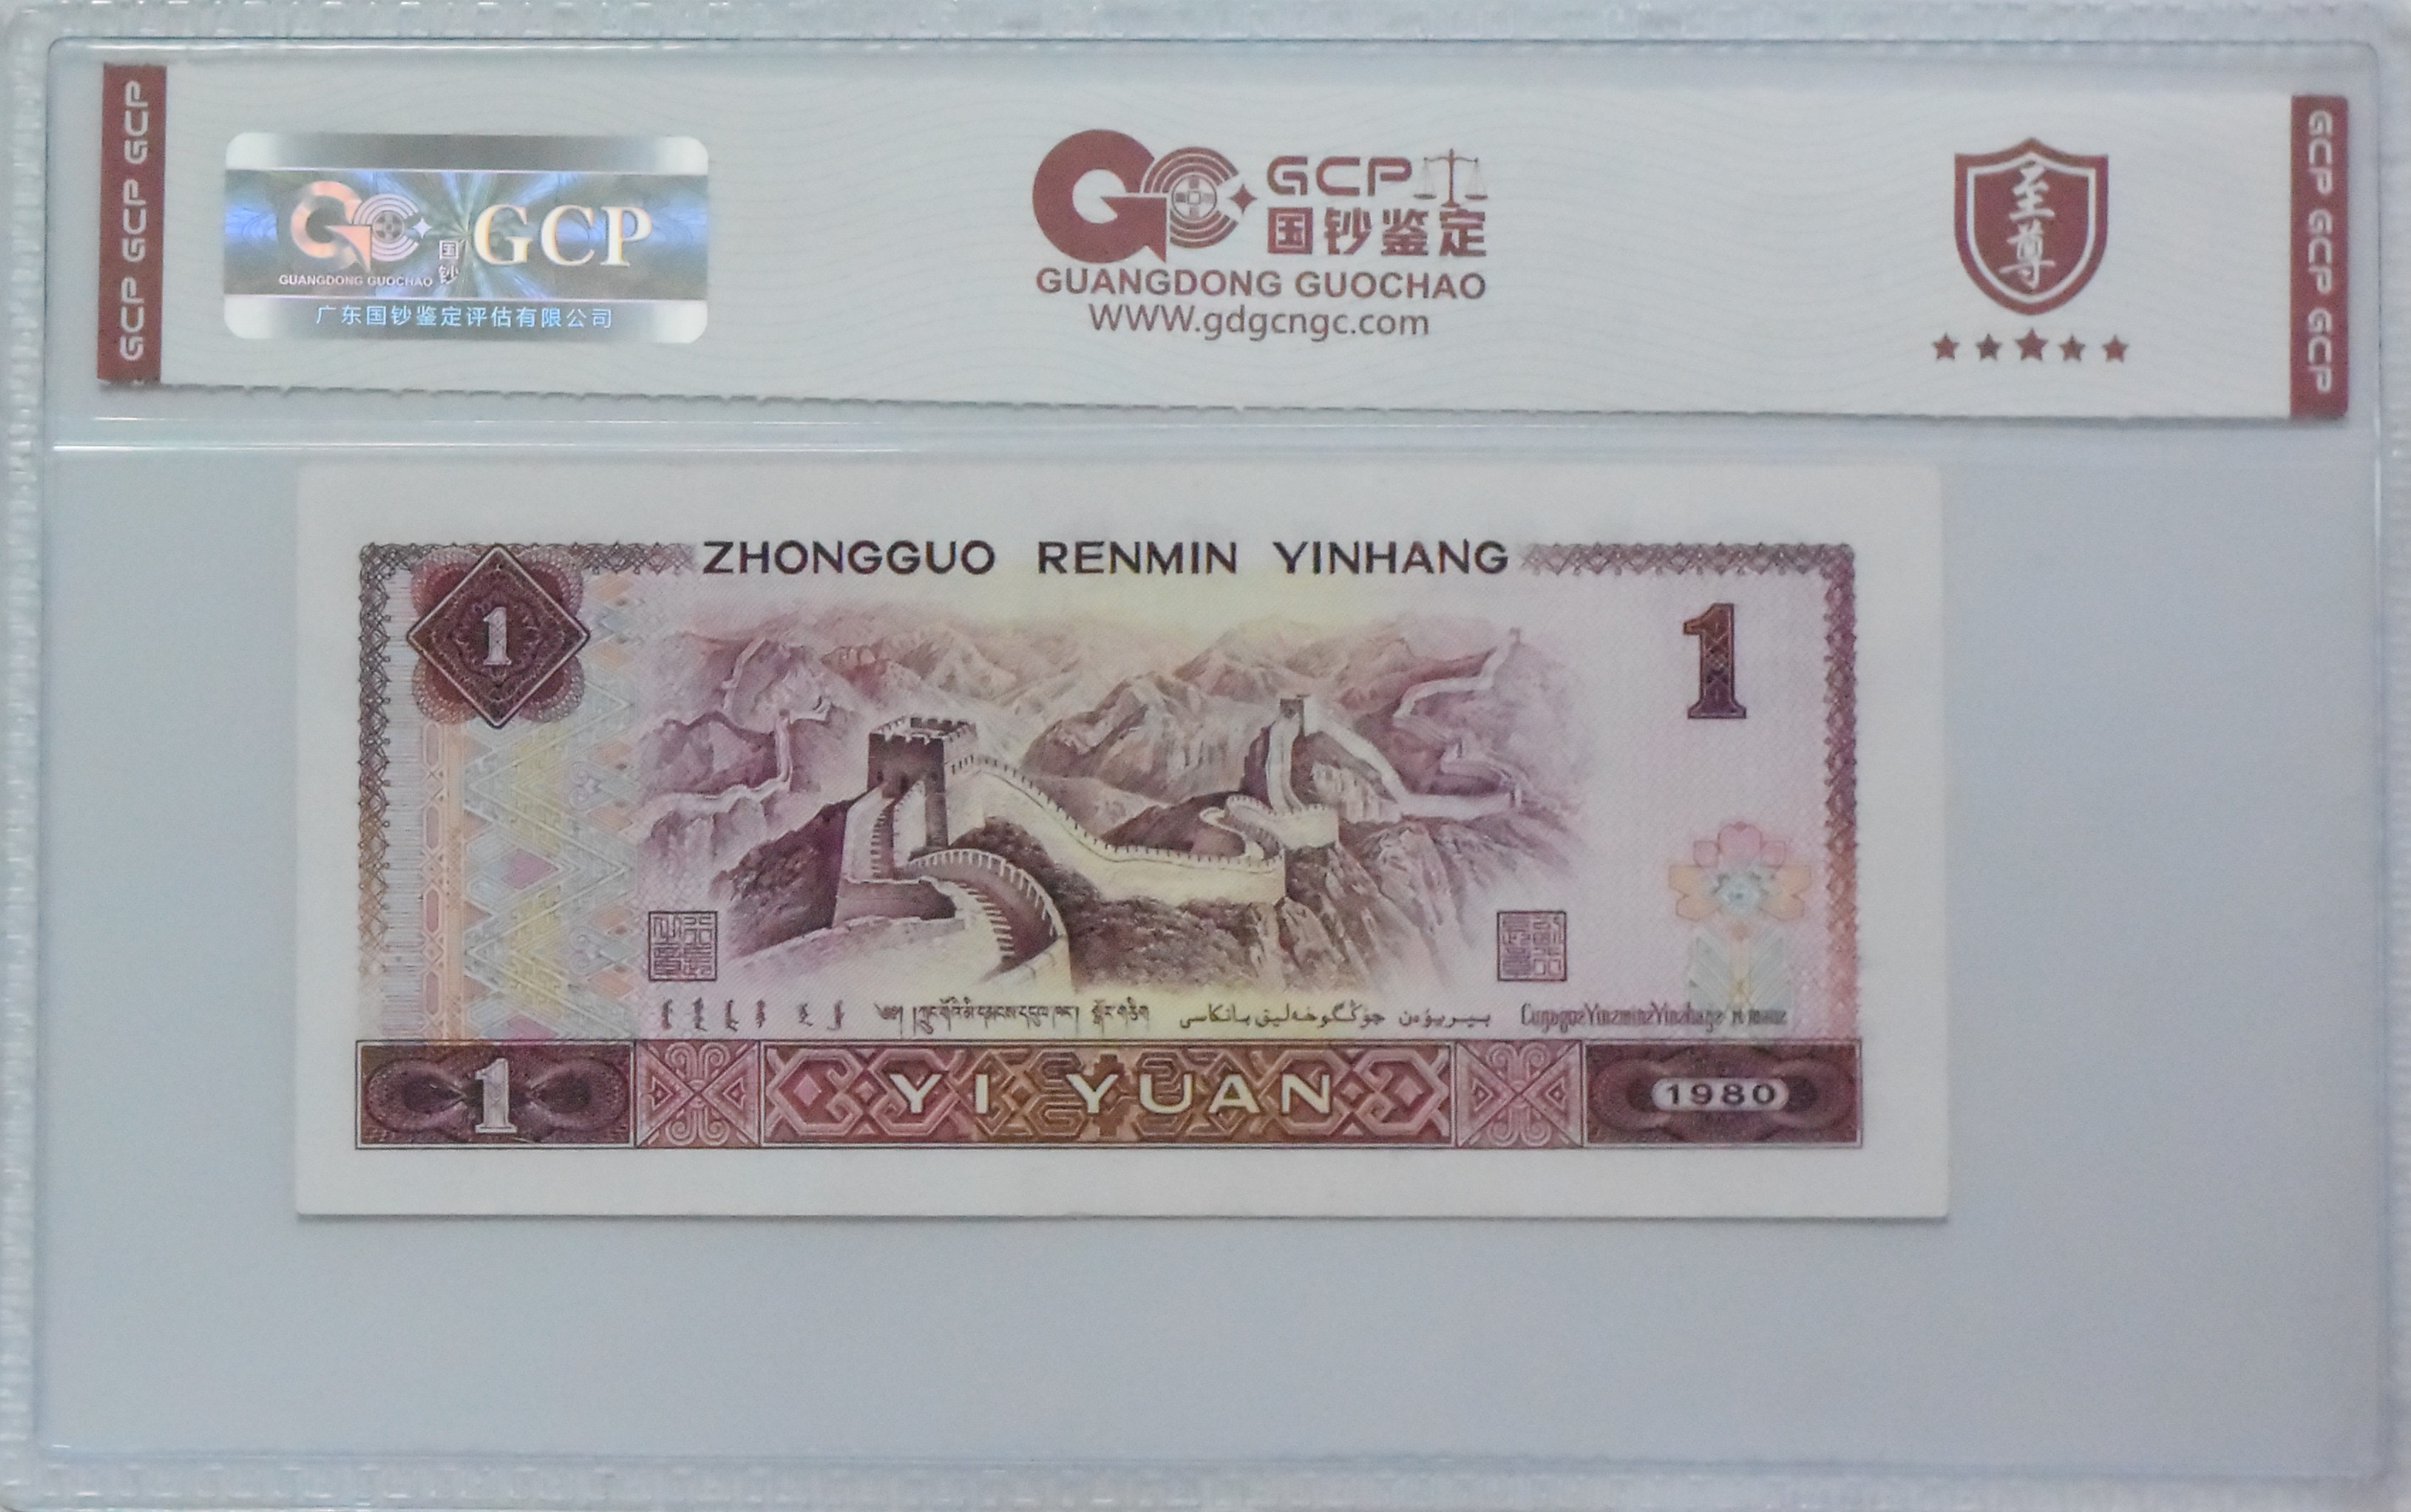 GCP GCP GCP
国钞
GCP
GUANGDONG GUOCHAO
广东国钞鉴定评估有限公司
GCP
国钞鉴定
GUANGDONG GUOCHAO
WWW.gdgcngc.com
至尊
GCP GCP GCP
ZHONGGUO RENMIN YINHANG
1
1
1
YI YUAN
1980